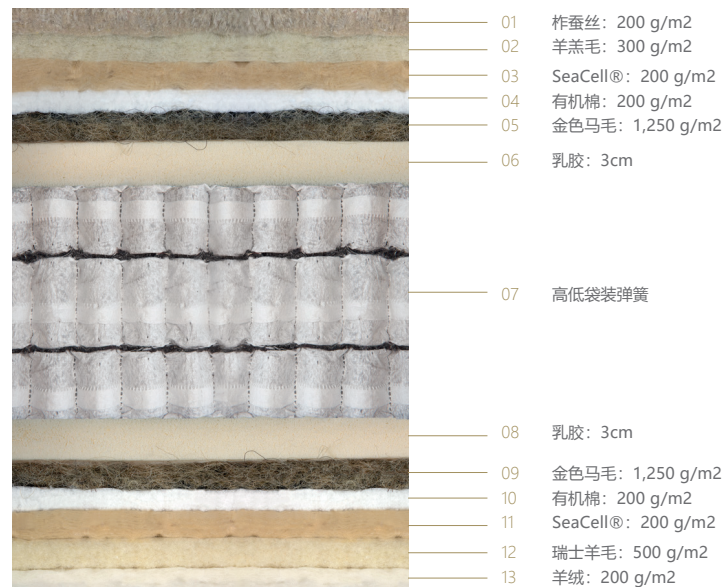 01 柞蚕丝：200 g/m2
02 羊羔毛：300 g/m2
03 SeaCell®：200 g/m2
04 有机棉：200 g/m2
05 金色马毛：1,250 g/m2
06 乳胶：3cm
07 高低袋装弹簧
08 乳胶：3cm
09 金色马毛：1,250 g/m2
10 有机棉：200 g/m2
11 SeaCell®：200 g/m2
12 瑞士羊毛：500 g/m2
13 羊绒：200 g/m2